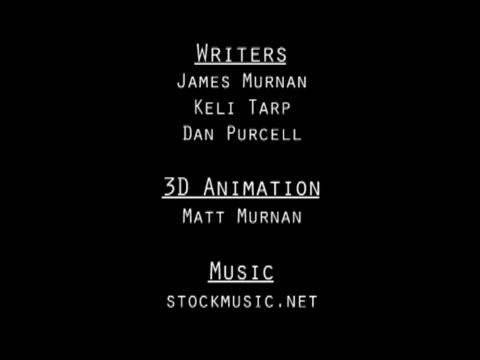 Writers
James Murnan
Keli Tarp
Dan Purcell
3D Animation
Matt Murnan
Music
stockmusic.net